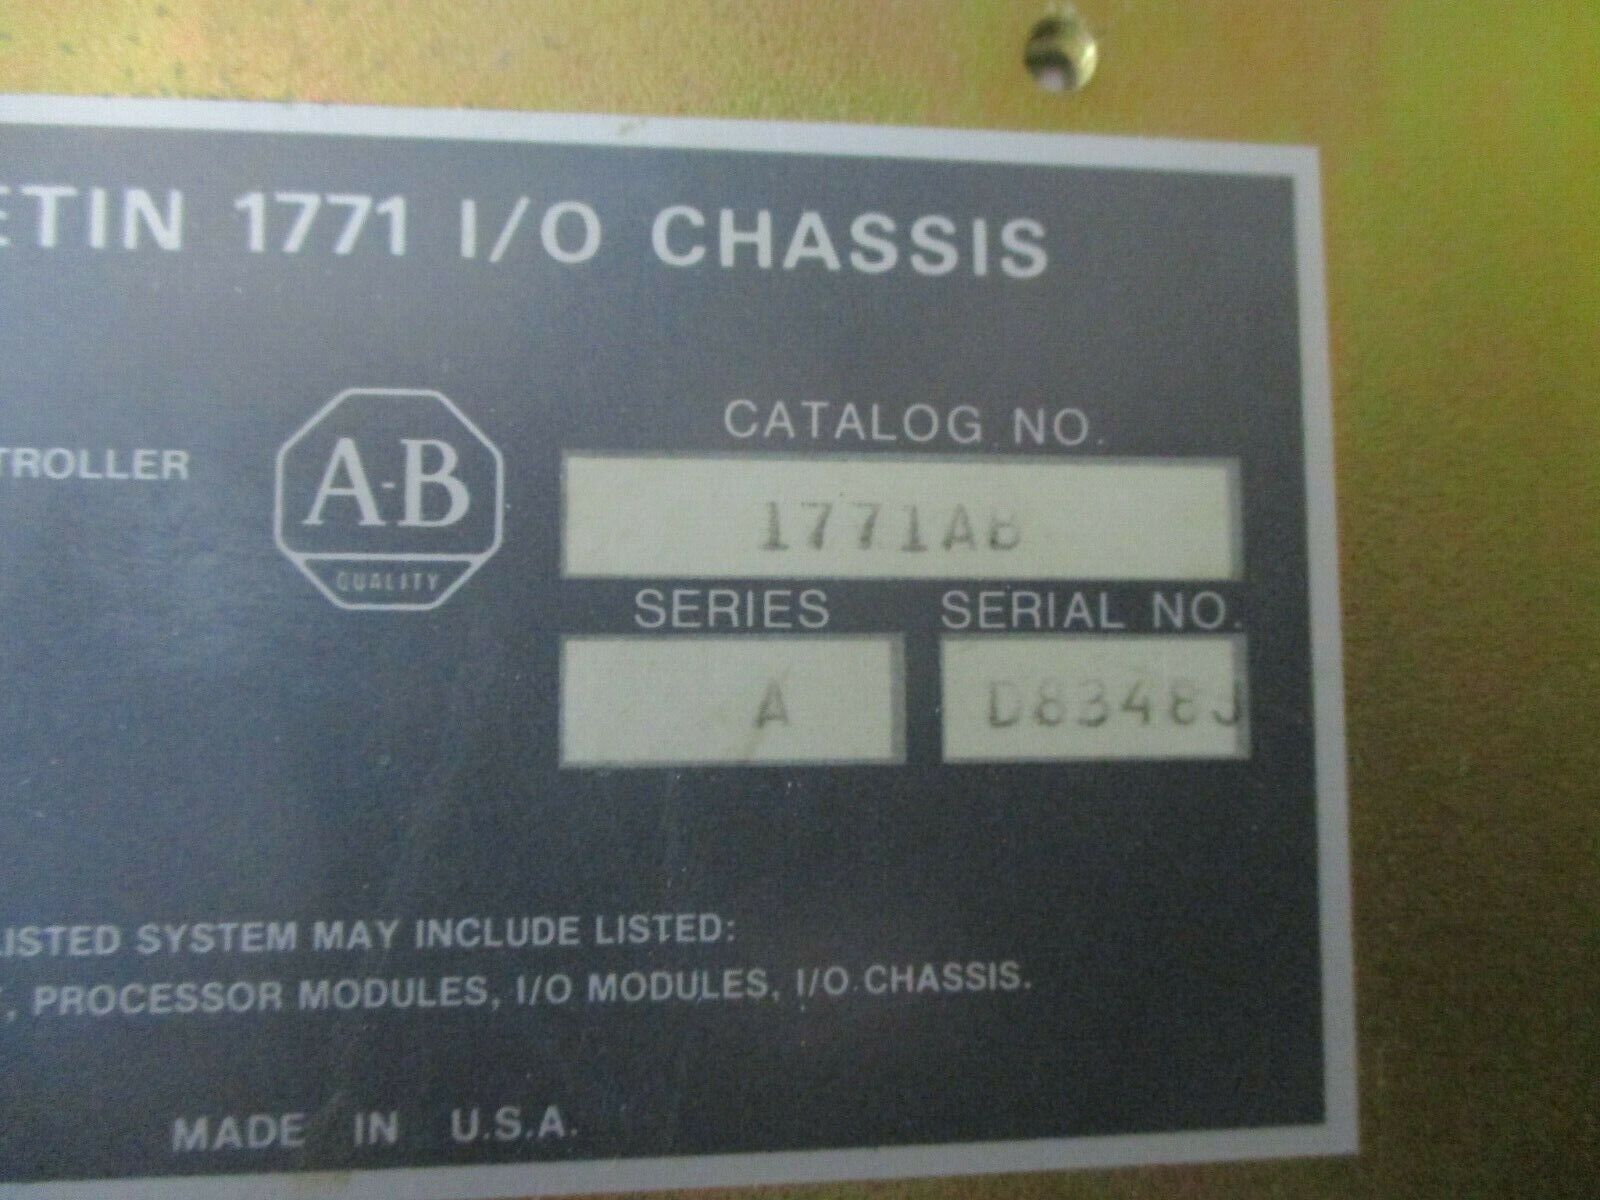 ETIN 1771 I/O CHASSIS
TROLLER
A-B
QUALITY
CATALOG NO.
1771AB
SERIES
SERIAL NO.
A
D8348J
LISTED SYSTEM MAY INCLUDE LISTED:
, PROCESSOR MODULES, I/O MODULES, I/O CHASSIS.
MADE IN U.S.A.